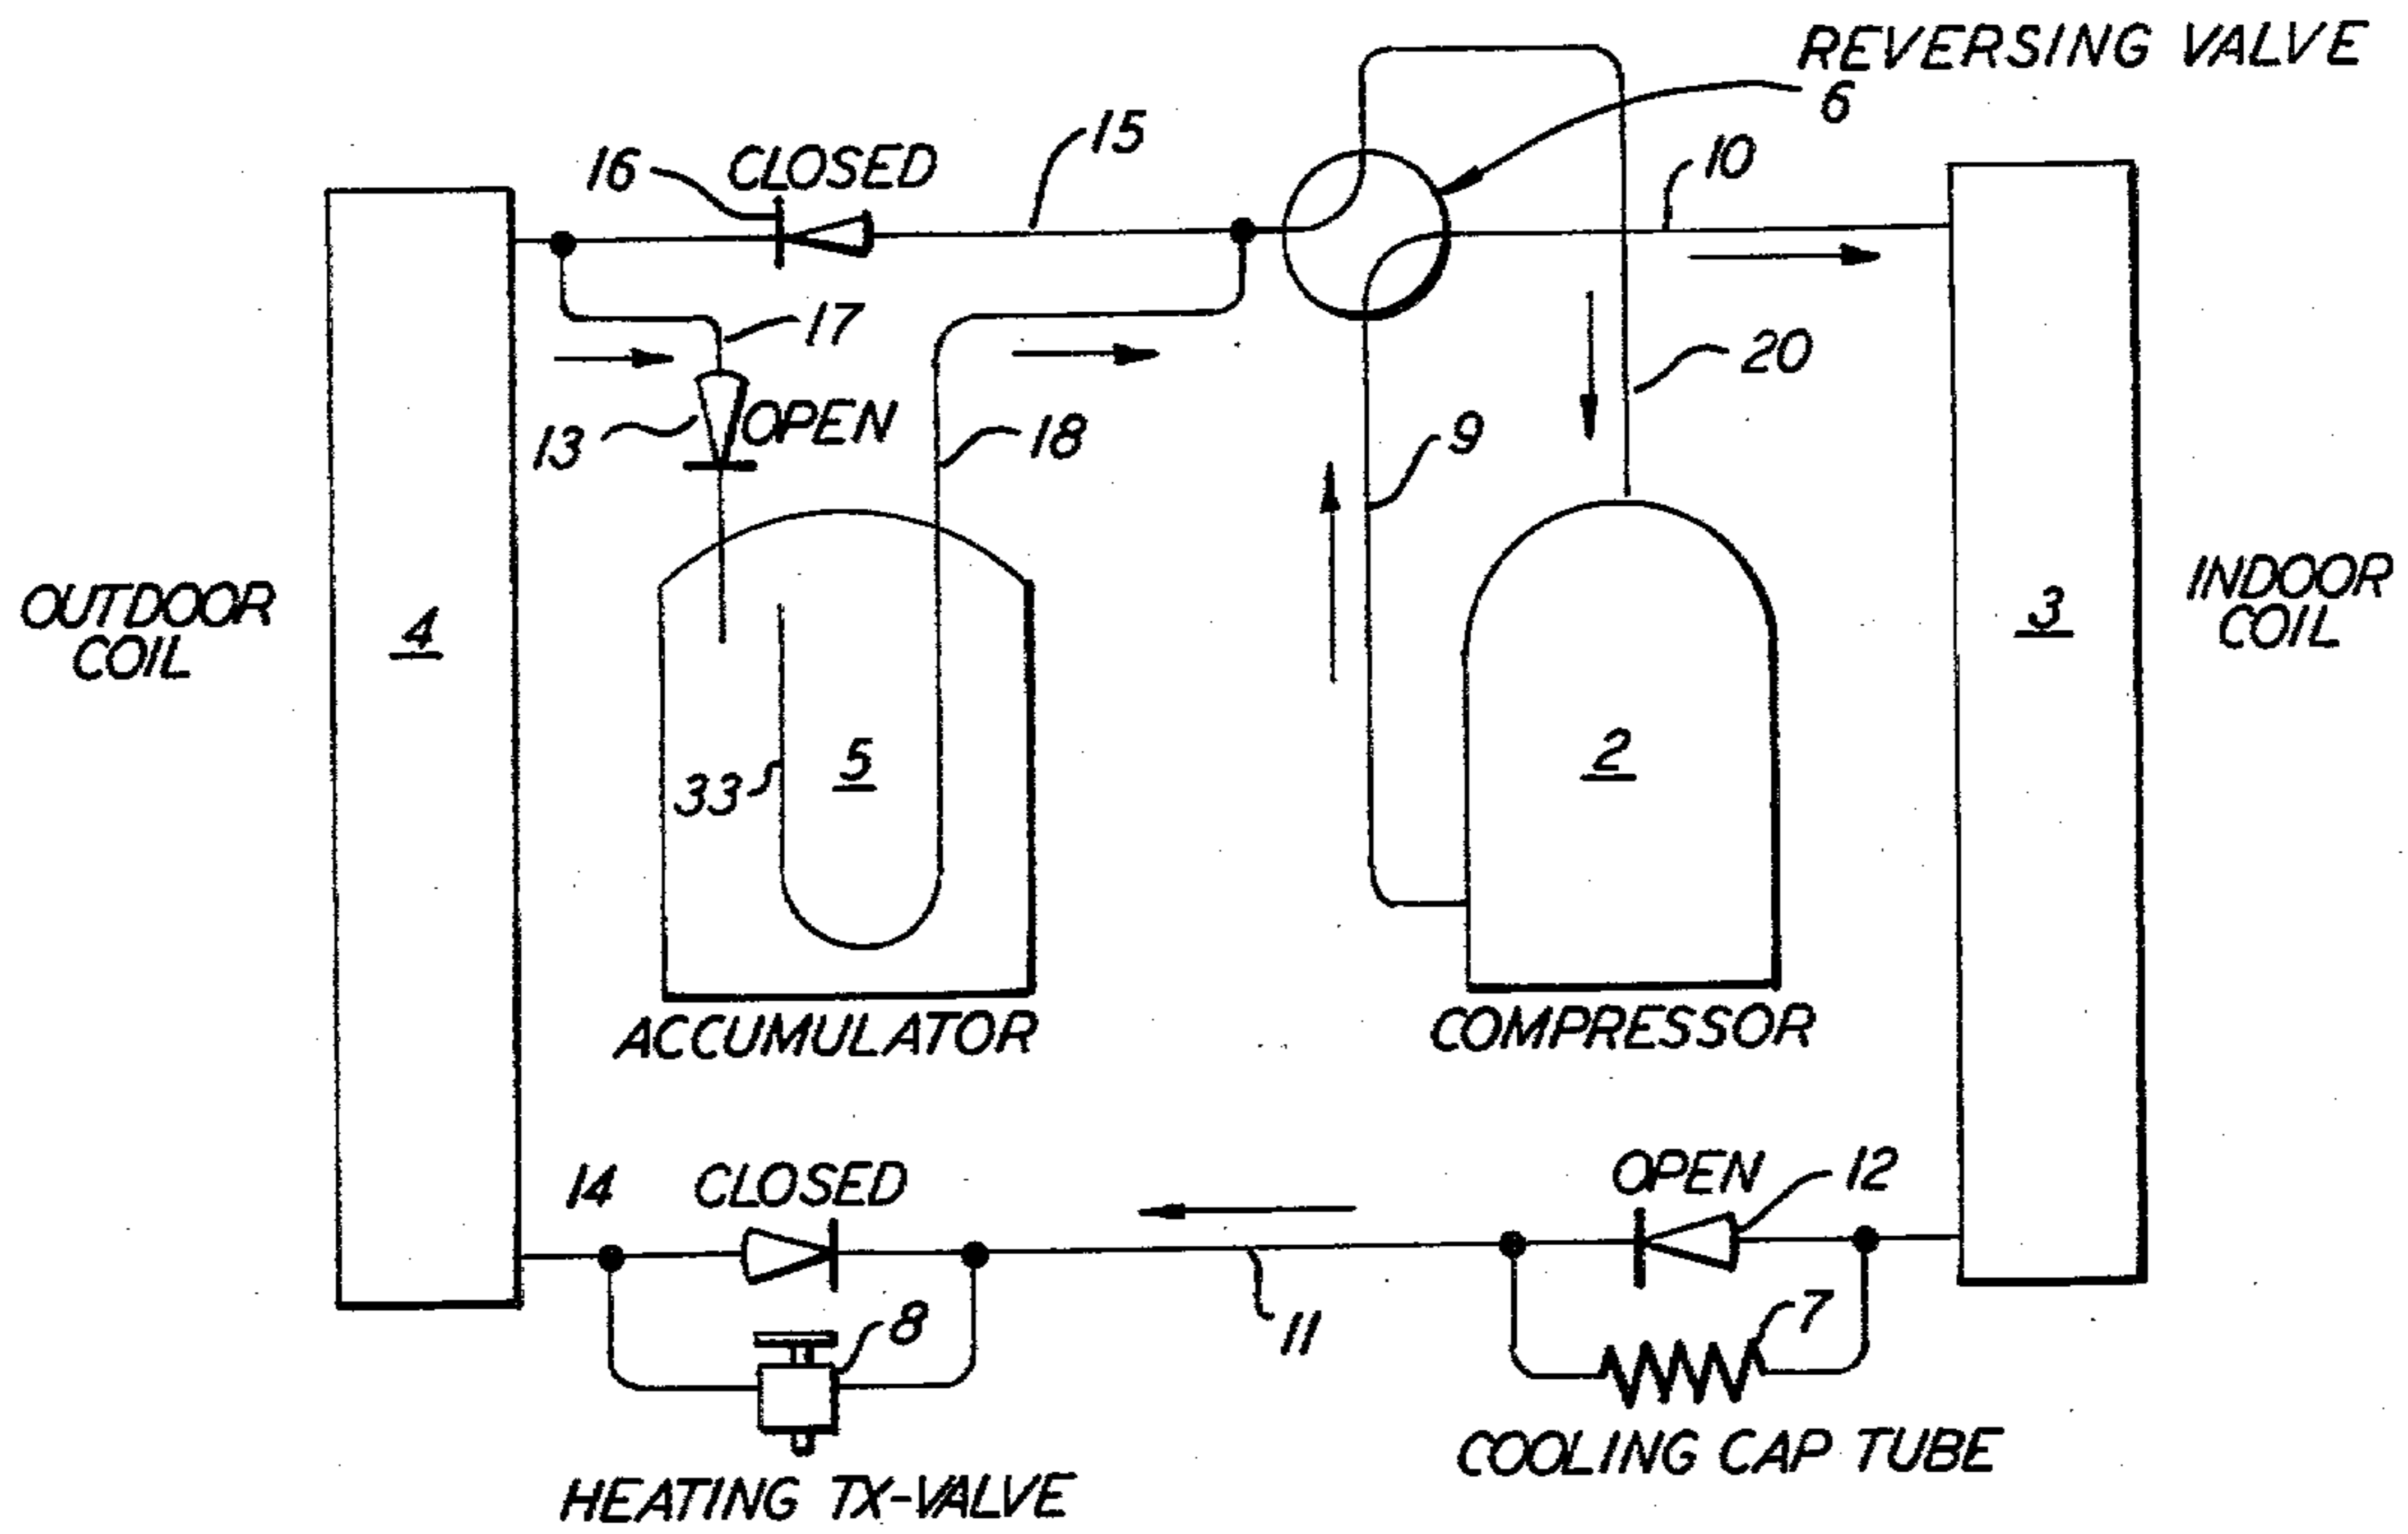 REVERSING VALVE
6
15
10
16
CLOSED
17
20
13
OPEN
18
9
OUTDOOR
COIL
4
3
INDOOR
COIL
33
5
2
ACCUMULATOR
COMPRESSOR
14
CLOSED
OPEN
12
8
11
7
COOLING CAP TUBE
HEATING TX-VALVE